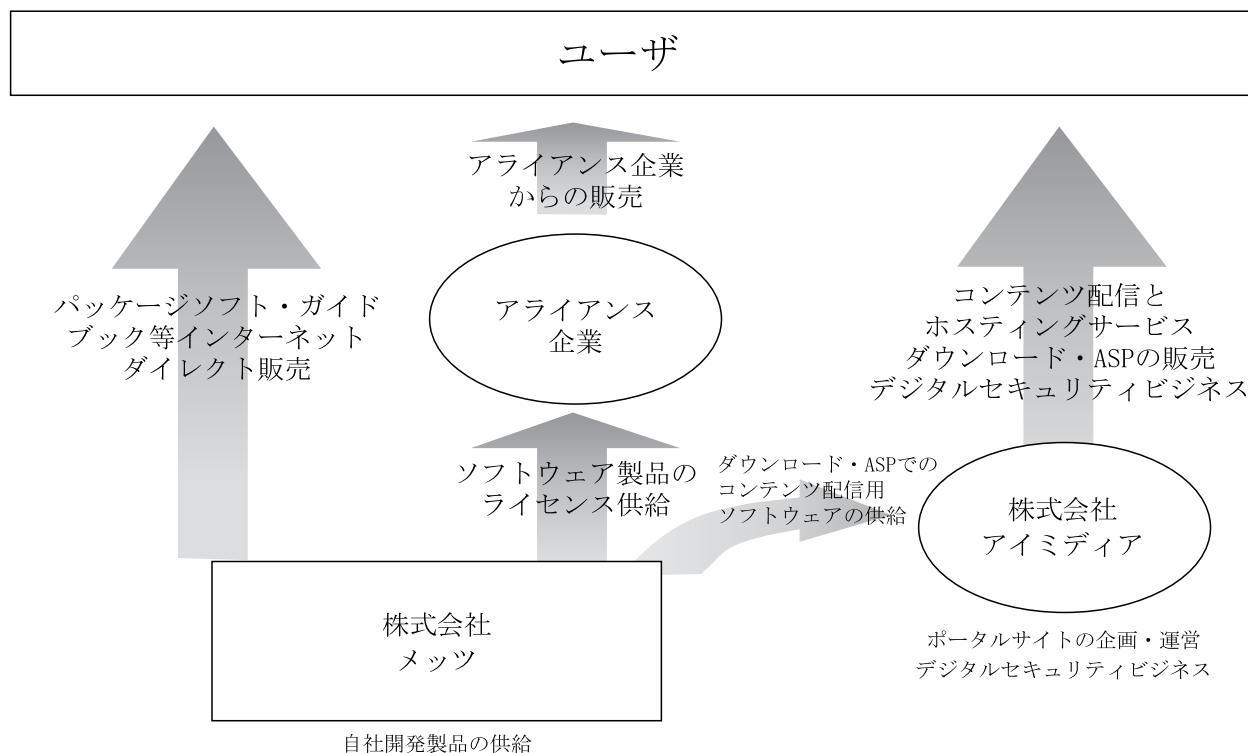 ユーザ
アライアンス企業
からの販売
パッケージソフト・ガイド
ブック等インターネット
ダイレクト販売
アライアンス
企業
コンテンツ配信と
ホスティングサービス
ダウンロード・ASPの販売
デジタルセキュリティビジネス
ソフトウェア製品の
ライセンス供給
ダウンロード・ASPでの
コンテンツ配信用
ソフトウェアの供給
株式会社
アイミディア
株式会社
メッツ
ポータルサイトの企画・運営
デジタルセキュリティビジネス
自社開発製品の供給